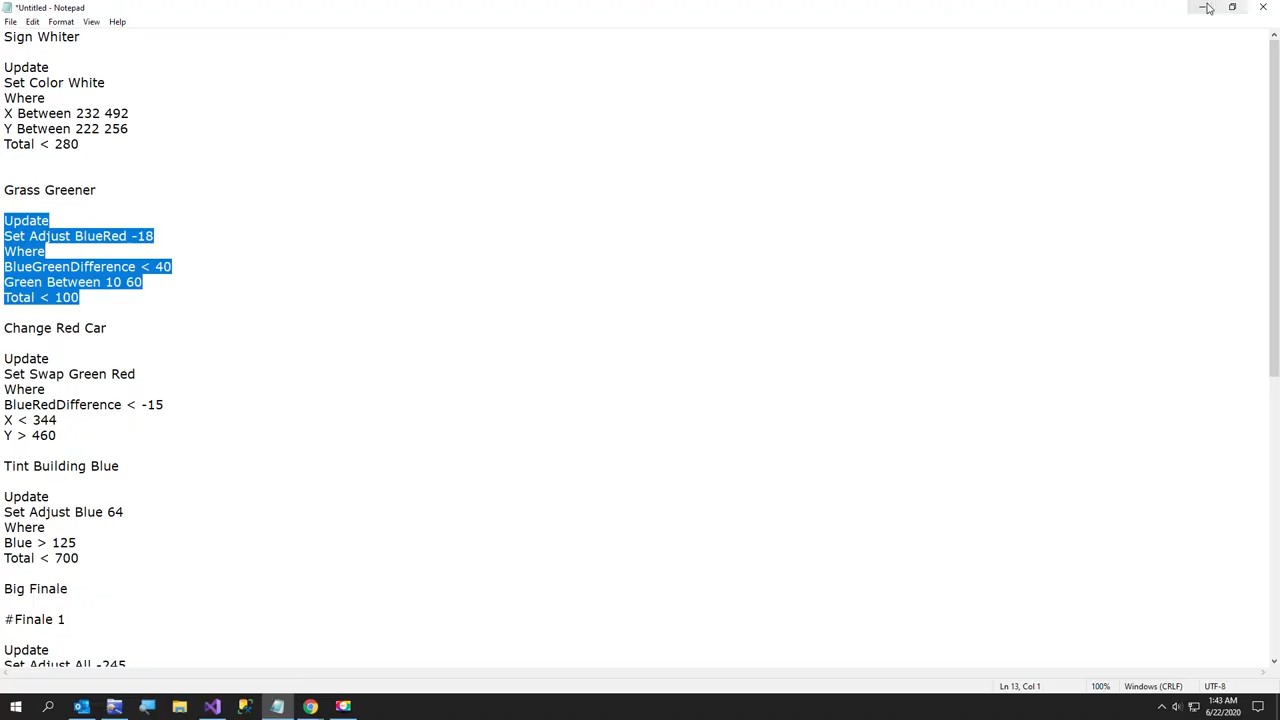 *Untitled - Notepad
File Edit Format View Help
Sign Whiter
Update
Set Color White
Where
X Between 232 492
Y Between 222 256
Total < 280
Grass Greener
Update
Set Adjust BlueRed -18
Where
BlueGreenDifference < 40
Green Between 10 60
Total < 100
Change Red Car
Update
Set Swap Green Red
Where
BlueRedDifference < -15
X < 344
Y > 460
Tint Building Blue
Update
Set Adjust Blue 64
Where
Blue > 125
Total < 700
Big Finale
#Finale 1
Update
Set Adjust All -245
Ln 13, Col 1 100% Windows (CRLF) UTF-8
1:43 AM
6/22/2020